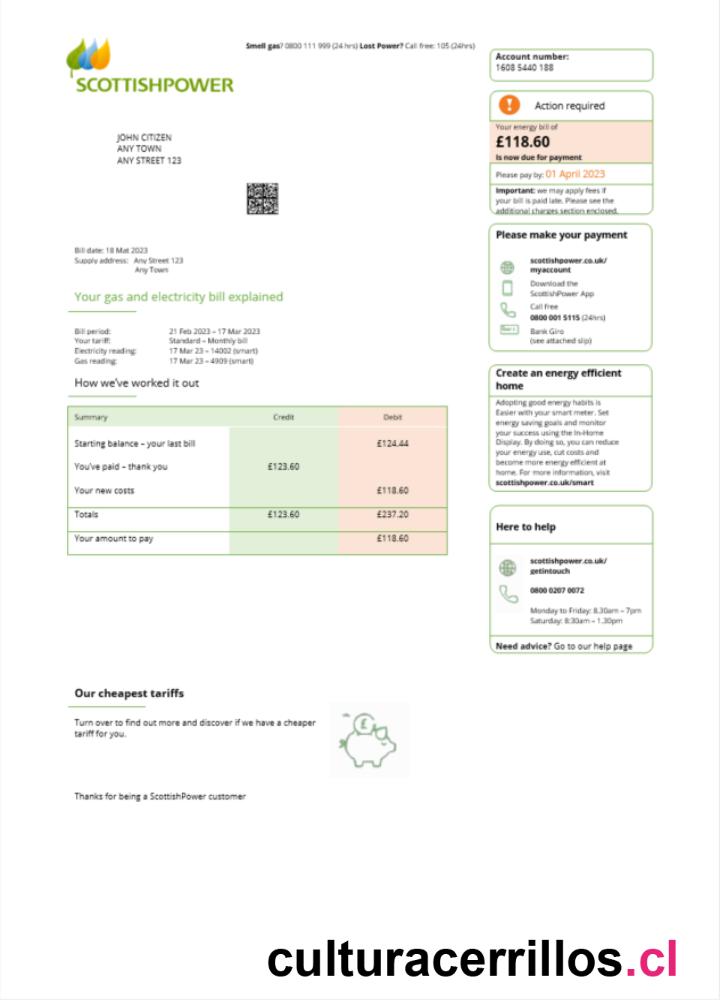 Smell gas? 0800 111 999 (24 hrs) Lost Power? Call free: 105 (24hrs)
SCOTTISHPOWER
Account number:
1608 5440 188
Action required
Your energy bill of
£118.60
Is now due for payment
Please pay by: 01 April 2023
Important: we may apply fees if
your bill is paid late. Please see the
additional charges section enclosed.
JOHN CITIZEN
ANY TOWN
ANY STREET 123
Please make your payment
scottishpower.co.uk/
myaccount
Download the
ScottishPower App
Call free
0800 001 5115 (24hrs)
Bank Giro
(see attached slip)
Bill date: 18 Mat 2023
Supply address: Any Street 123
Any Town
Your gas and electricity bill explained
Bill period: 21 Feb 2023 – 17 Mar 2023
Your tariff: Standard – Monthly bill
Electricity reading: 17 Mar 23 – 14002 (smart)
Gas reading: 17 Mar 23 – 4909 (smart)
How we've worked it out
Summary Credit Debit
Starting balance – your last bill £124.44
You've paid – thank you £123.60
Your new costs £118.60
Totals £123.60 £237.20
Your amount to pay £118.60
Create an energy efficient
home
Adopting good energy habits is
Easier with your smart meter. Set
energy saving goals and monitor
your success using the In-Home
Display. By doing so, you can reduce
your energy use, cut costs and
become more energy efficient at
home. For more information, visit
scottishpower.co.uk/smart
Here to help
scottishpower.co.uk/
getintouch
0800 0207 0072
Monday to Friday: 8.30am – 7pm
Saturday: 8:30am – 1.30pm
Need advice? Go to our help page
Our cheapest tariffs
Turn over to find out more and discover if we have a cheaper
tariff for you.
£
Thanks for being a ScottishPower customer
culturacerrillos.cl